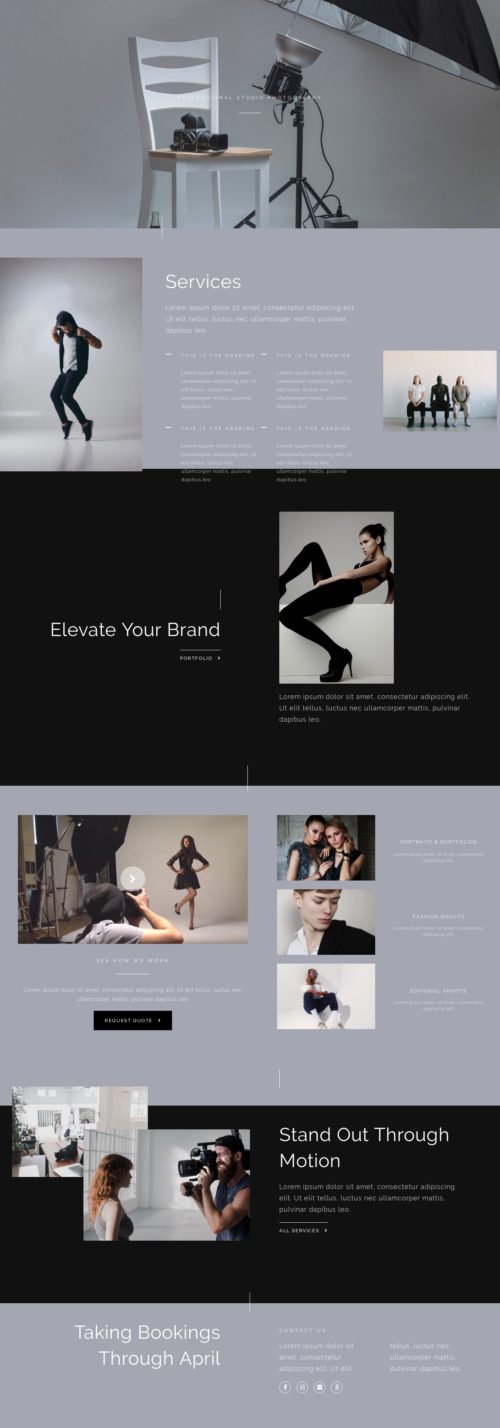 PROFESSIONAL STUDIO PHOTOGRAPHY
Services
Lorem ipsum dolor sit amet, consectetur adipiscing elit.
Ut elit tellus, luctus nec ullamcorper mattis, pulvinar
dapibus leo.
THIS IS THE HEADING
Lorem ipsum dolor sit amet,
consectetur adipiscing elit. Ut
elit tellus, luctus nec
ullamcorper mattis, pulvinar
dapibus leo.
THIS IS THE HEADING
Lorem ipsum dolor sit amet,
consectetur adipiscing elit. Ut
elit tellus, luctus nec
ullamcorper mattis, pulvinar
dapibus leo.
THIS IS THE HEADING
Lorem ipsum dolor sit amet,
consectetur adipiscing elit. Ut
elit tellus, luctus nec
ullamcorper mattis, pulvinar
dapibus leo.
THIS IS THE HEADING
Lorem ipsum dolor sit amet,
consectetur adipiscing elit. Ut
elit tellus, luctus nec
ullamcorper mattis, pulvinar
dapibus leo.
Elevate Your Brand
PORTFOLIO
Lorem ipsum dolor sit amet, consectetur adipiscing elit.
Ut elit tellus, luctus nec ullamcorper mattis, pulvinar
dapibus leo.
SEE HOW WE WORK
Lorem ipsum dolor sit amet, consectetur adipiscing elit. Ut elit tellus, luctus nec
ullamcorper mattis, pulvinar dapibus leo
REQUEST QUOTE
PORTRAITS & PORTFOLIOS
Lorem ipsum dolor sit amet, consectetur
adipiscing elit.
FASHION SHOOTS
Lorem ipsum dolor sit amet, consectetur
adipiscing elit.
EDITORIAL SHOOTS
Lorem ipsum dolor sit amet, consectetur
adipiscing elit.
Stand Out Through
Motion
Lorem ipsum dolor sit amet, consectetur adipiscing
elit. Ut elit tellus, luctus nec ullamcorper mattis,
pulvinar dapibus leo.
ALL SERVICES
Taking Bookings
Through April
CONTACT US
Lorem ipsum dolor sit
amet, consectetur
adipiscing elit. Ut elit
tellus, luctus nec
ullamcorper mattis,
pulvinar dapibus leo.